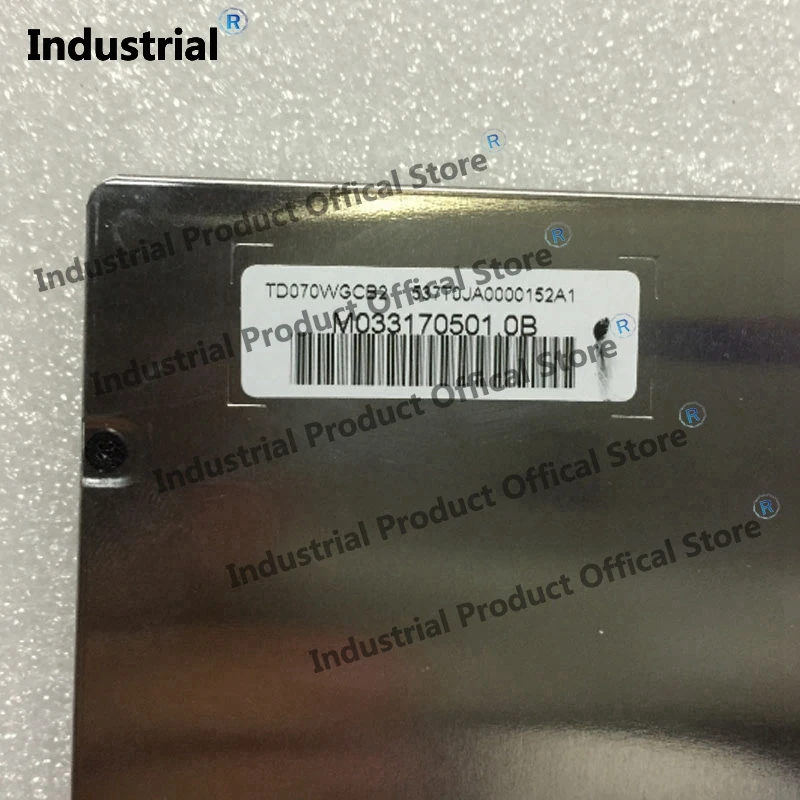 Industrial ®
Industrial Product Offical Store ®
Industrial Product Offical Store ®
TD070WGCB2 537T0JA0000152A1
M033170501.0B
Industrial Product Offical Store ®
Industrial Product Offical Store ®
Industrial Product Offical Store ®
Industrial Product Offical Store ®